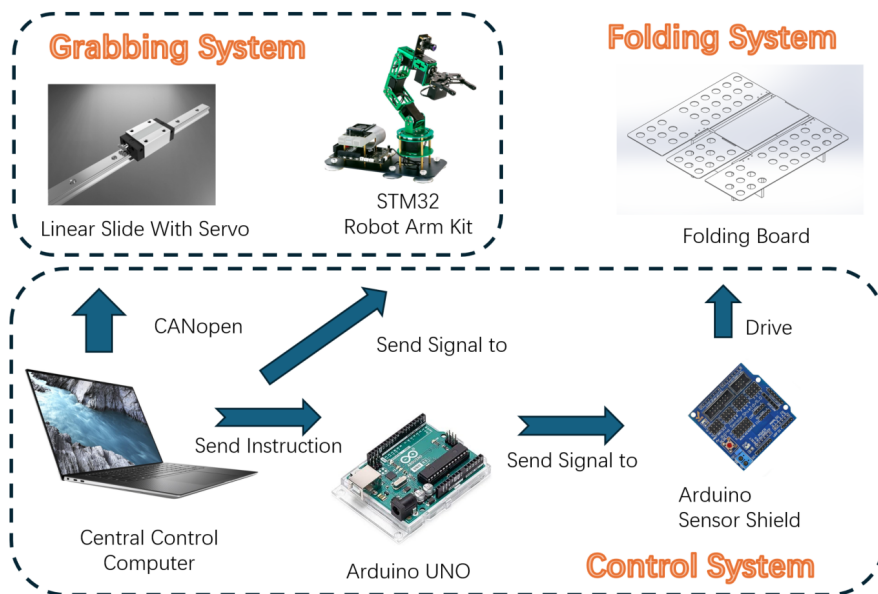 Grabbing System
Folding System
Linear Slide With Servo
STM32
Robot Arm Kit
Folding Board
CANopen
Send Signal to
Drive
Send Instruction
Send Signal to
Central Control
Computer
Arduino UNO
Arduino
Sensor Shield
Control System